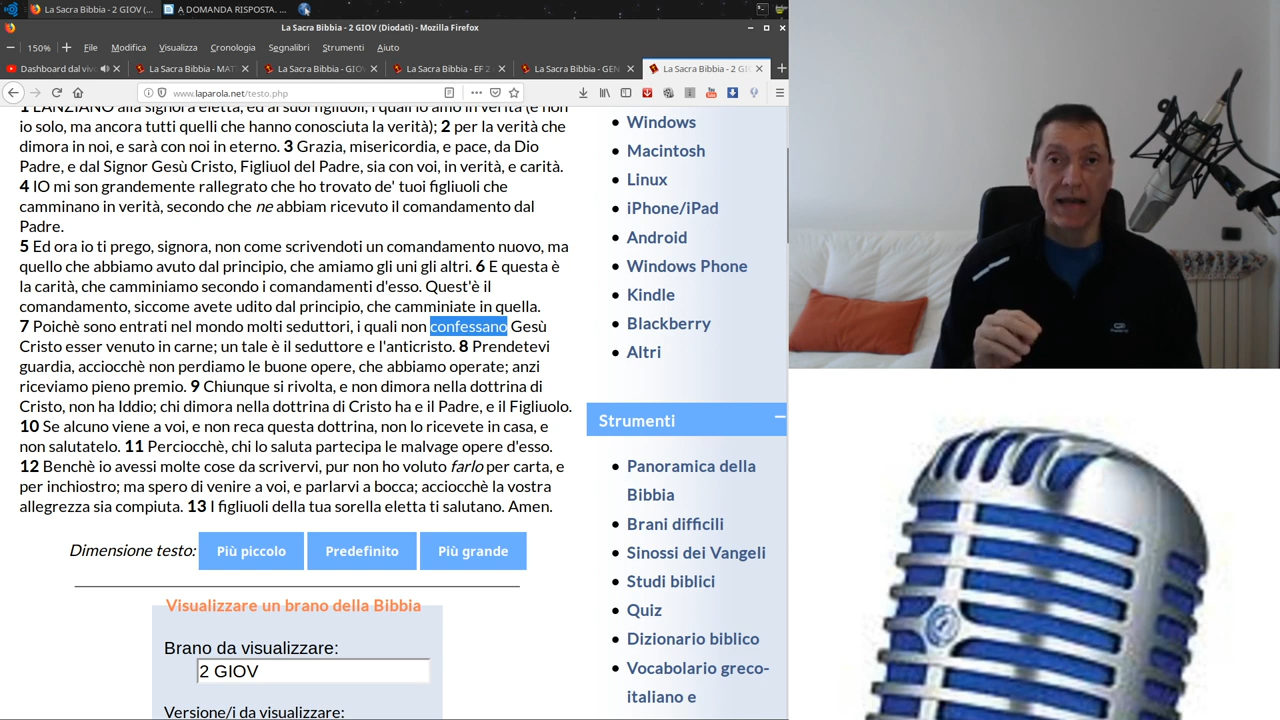 La Sacra Bibbia - 2 GIOV (...
A DOMANDA RISPOSTA. ...
La Sacra Bibbia - 2 GIOV (Diodati) - Mozilla Firefox
150%
File Modifica Visualizza Cronologia Segnalibri Strumenti Aiuto
Dashboard dal viv
La Sacra Bibbia - MAT
La Sacra Bibbia - GIO
La Sacra Bibbia - EF 2
La Sacra Bibbia - GEN
La Sacra Bibbia - 2 GI
www.laparola.net/testo.php
1 L'ANZIANO alla signora eletta, ed ai suoi figliuoli, i quali io amo in verità (e non
io solo, ma ancora tutti quelli che hanno conosciuta la verità); 2 per la verità che
dimora in noi, e sarà con noi in eterno. 3 Grazia, misericordia, e pace, da Dio
Padre, e dal Signor Gesù Cristo, Figliuol del Padre, sia con voi, in verità, e carità.
4 IO mi son grandemente rallegrato che ho trovato de' tuoi figliuoli che
camminano in verità, secondo che ne abbiam ricevuto il comandamento dal
Padre.
5 Ed ora io ti prego, signora, non come scrivendoti un comandamento nuovo, ma
quello che abbiamo avuto dal principio, che amiamo gli uni gli altri. 6 E questa è
la carità, che camminiamo secondo i comandamenti d'esso. Quest'è il
comandamento, siccome avete udito dal principio, che camminiate in quella.
7 Poichè sono entrati nel mondo molti seduttori, i quali non confessano Gesù
Cristo esser venuto in carne; un tale è il seduttore e l'anticristo. 8 Prendetevi
guardia, acciocchè non perdiamo le buone opere, che abbiamo operate; anzi
riceviamo pieno premio. 9 Chiunque si rivolta, e non dimora nella dottrina di
Cristo, non ha Iddio; chi dimora nella dottrina di Cristo ha e il Padre, e il Figliuolo.
10 Se alcuno viene a voi, e non reca questa dottrina, non lo ricevete in casa, e
non salutatelo. 11 Perciocchè, chi lo saluta partecipa le malvage opere d'esso.
12 Benchè io avessi molte cose da scrivervi, pur non ho voluto farlo per carta, e
per inchiostro; ma spero di venire a voi, e parlarvi a bocca; acciocchè la vostra
allegrezza sia compiuta. 13 I figliuoli della tua sorella eletta ti salutano. Amen.
Dimensione testo: Più piccolo Predefinito Più grande
Visualizzare un brano della Bibbia
Brano da visualizzare:
2 GIOV
Versione/i da visualizzare:
Windows
Macintosh
Linux
iPhone/iPad
Android
Windows Phone
Kindle
Blackberry
Altri
Strumenti
Panoramica della
Bibbia
Brani difficili
Sinossi dei Vangeli
Studi biblici
Quiz
Dizionario biblico
Vocabolario greco-
italiano e